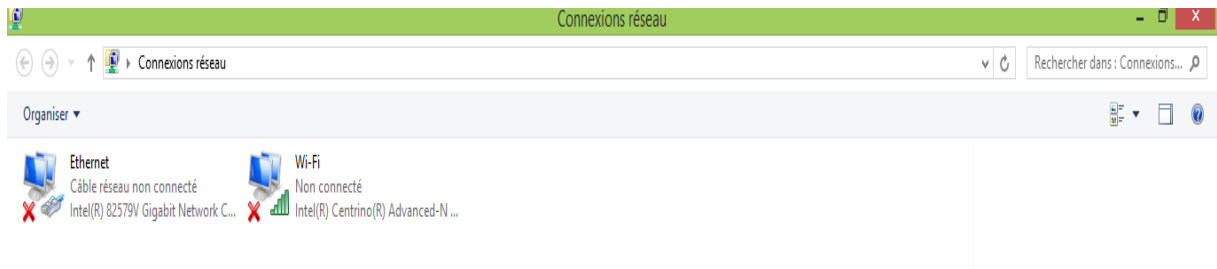 Connexions réseau
Connexions réseau
Rechercher dans : Connexions...
Organiser
Ethernet
Câble réseau non connecté
Intel(R) 82579V Gigabit Network C...
Wi-Fi
Non connecté
Intel(R) Centrino(R) Advanced-N ...